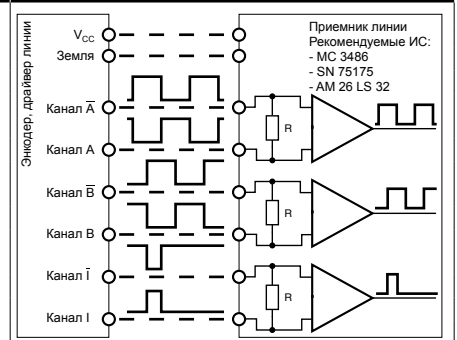 Энкодер, драйвер линии
V_CC
Земля
Канал A̅
Канал A
Канал B̅
Канал B
Канал I̅
Канал I
Приемник линии
Рекомендуемые ИС:
- MC 3486
- SN 75175
- AM 26 LS 32
R
R
R